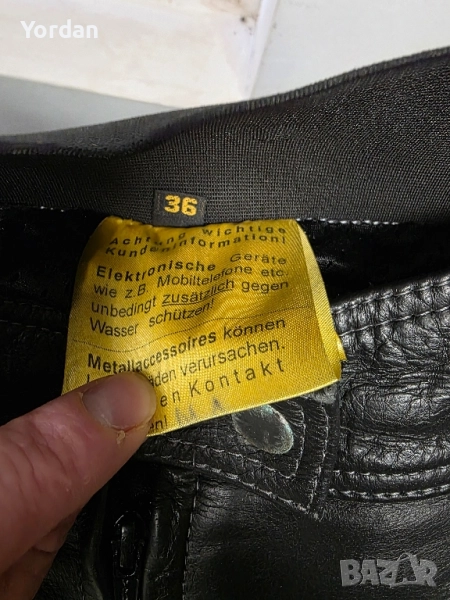 Yordan
36
Achtung wichtige
Kundeninformation!
Elektronische Geräte
wie z.B. Mobiltelefone etc.
unbedingt zusätzlich gegen
Wasser schützen!
Metallaccessoires können
verursachen.
Kontakt
BAZAR